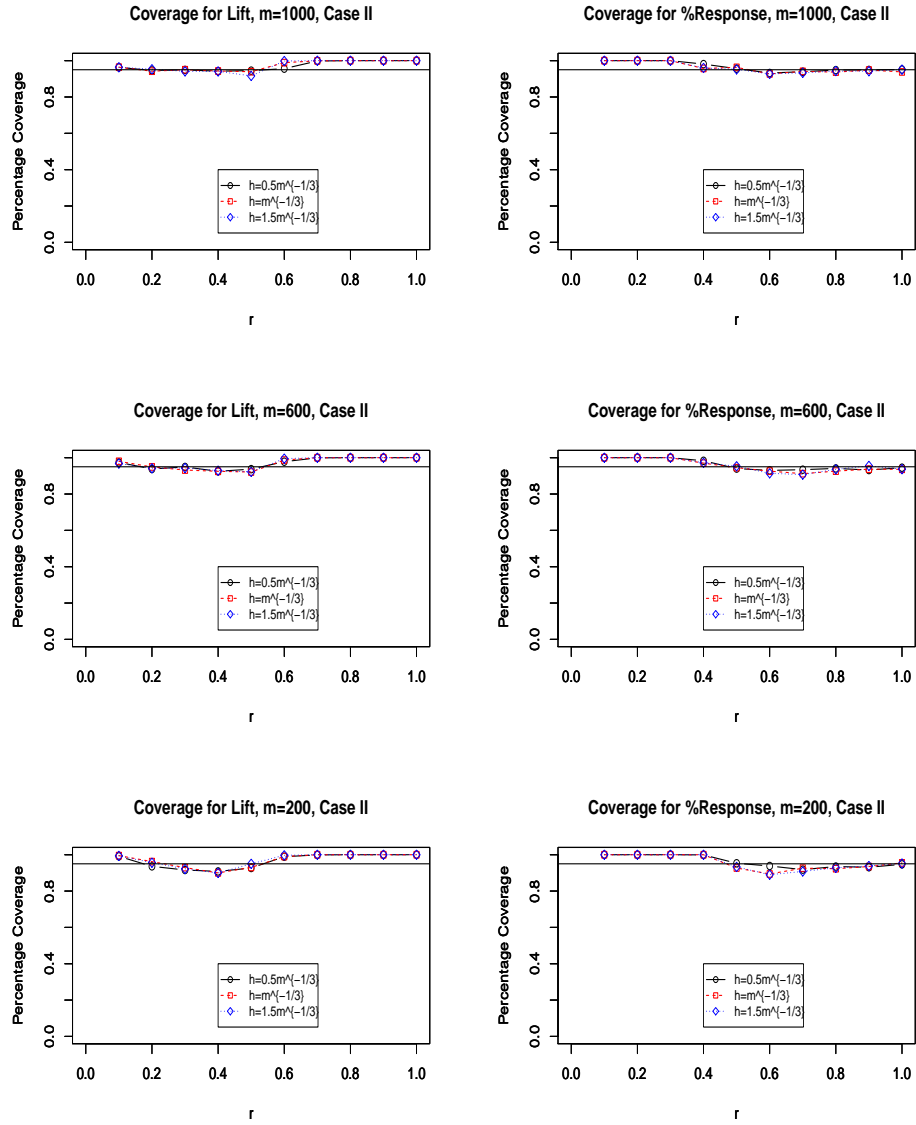 Coverage for Lift, m=1000, Case II
Percentage Coverage
0.0 0.4 0.8
h=0.5m^{−1/3}
h=m^{−1/3}
h=1.5m^{−1/3}
0.0 0.2 0.4 0.6 0.8 1.0
r
Coverage for %Response, m=1000, Case II
Percentage Coverage
0.0 0.4 0.8
h=0.5m^{−1/3}
h=m^{−1/3}
h=1.5m^{−1/3}
0.0 0.2 0.4 0.6 0.8 1.0
r
Coverage for Lift, m=600, Case II
Percentage Coverage
0.0 0.4 0.8
h=0.5m^{−1/3}
h=m^{−1/3}
h=1.5m^{−1/3}
0.0 0.2 0.4 0.6 0.8 1.0
r
Coverage for %Response, m=600, Case II
Percentage Coverage
0.0 0.4 0.8
h=0.5m^{−1/3}
h=m^{−1/3}
h=1.5m^{−1/3}
0.0 0.2 0.4 0.6 0.8 1.0
r
Coverage for Lift, m=200, Case II
Percentage Coverage
0.0 0.4 0.8
h=0.5m^{−1/3}
h=m^{−1/3}
h=1.5m^{−1/3}
0.0 0.2 0.4 0.6 0.8 1.0
r
Coverage for %Response, m=200, Case II
Percentage Coverage
0.0 0.4 0.8
h=0.5m^{−1/3}
h=m^{−1/3}
h=1.5m^{−1/3}
0.0 0.2 0.4 0.6 0.8 1.0
r